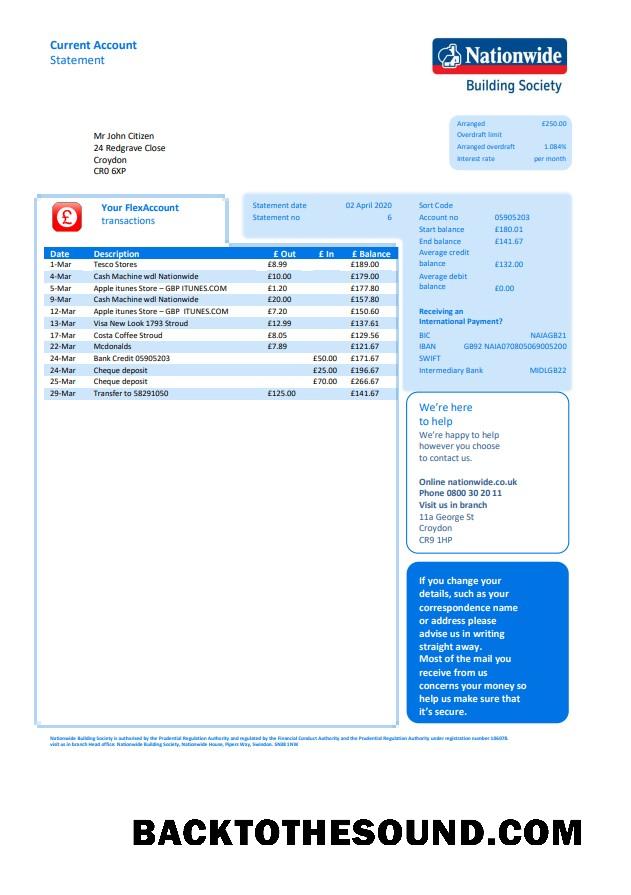 Current Account
Statement
Nationwide
Building Society
Arranged £250.00
Overdraft limit
Arranged overdraft 1.084%
Interest rate per month
Mr John Citizen
24 Redgrave Close
Croydon
CR0 6XP
Your FlexAccount
transactions
Statement date 02 April 2020
Statement no 6
Sort Code
Account no 05905203
Start balance £180.01
End balance £141.67
Average credit
balance £132.00
Average debit
balance £0.00
Receiving an
International Payment?
BIC NAIAGB21
IBAN GB92 NAIA070805069005200
SWIFT
Intermediary Bank MIDLGB22
Date Description £ Out £ In £ Balance
1-Mar Tesco Stores £8.99 £189.00
4-Mar Cash Machine wdl Nationwide £10.00 £179.00
5-Mar Apple itunes Store – GBP ITUNES.COM £1.20 £177.80
9-Mar Cash Machine wdl Nationwide £20.00 £157.80
12-Mar Apple itunes Store – GBP ITUNES.COM £7.20 £150.60
13-Mar Visa New Look 1793 Stroud £12.99 £137.61
17-Mar Costa Coffee Stroud £8.05 £129.56
22-Mar Mcdonalds £7.89 £121.67
24-Mar Bank Credit 05905203 £50.00 £171.67
24-Mar Cheque deposit £25.00 £196.67
25-Mar Cheque deposit £70.00 £266.67
29-Mar Transfer to 58291050 £125.00 £141.67
We're here
to help
We're happy to help
however you choose
to contact us.
Online nationwide.co.uk
Phone 0800 30 20 11
Visit us in branch
11a George St
Croydon
CR9 1HP
If you change your
details, such as your
correspondence name
or address please
advise us in writing
straight away.
Most of the mail you
receive from us
concerns your money so
help us make sure that
it's secure.
Nationwide Building Society is authorised by the Prudential Regulation Authority and regulated by the Financial Conduct Authority and the Prudential Regulation Authority under registration number 106078.
visit us in branch Head office: Nationwide Building Society, Nationwide House, Pipers Way, Swindon. SN38 1NW
BACKTOTHESOUND.COM